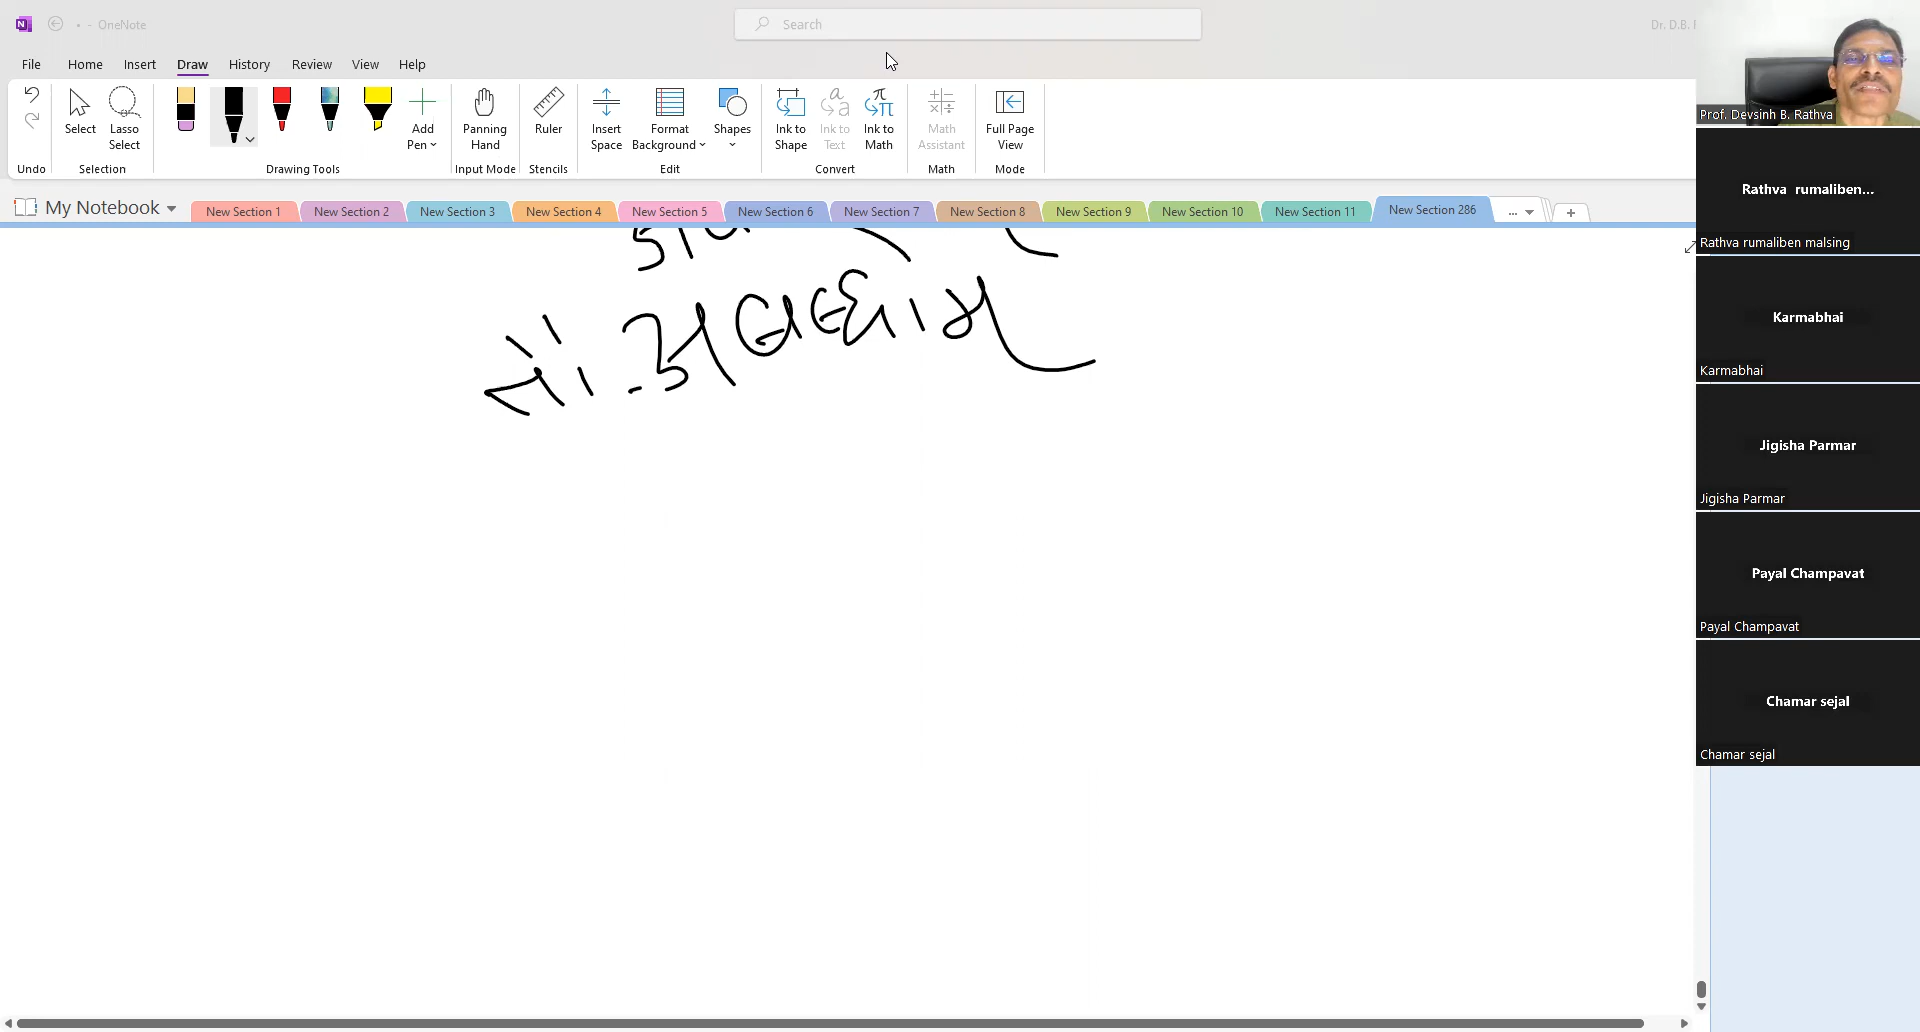 OneNote
Search
Dr. D.B.
File Home Insert Draw History Review View Help
Select
Lasso Select
Add Pen
Panning Hand
Ruler
Insert Space
Format Background
Shapes
Ink to Shape
Ink to Text
Ink to Math
Math Assistant
Full Page View
Undo Selection Drawing Tools Input Mode Stencils Edit Convert Math Mode
My Notebook New Section 1 New Section 2 New Section 3 New Section 4 New Section 5 New Section 6 New Section 7 New Section 8 New Section 9 New Section 10 New Section 11 New Section 286 ...
Prof. Devsinh B. Rathva
Rathva rumaliben...
Rathva rumaliben malsing
Karmabhai
Karmabhai
Jigisha Parmar
Jigisha Parmar
Payal Champavat
Payal Champavat
Chamar sejal
Chamar sejal